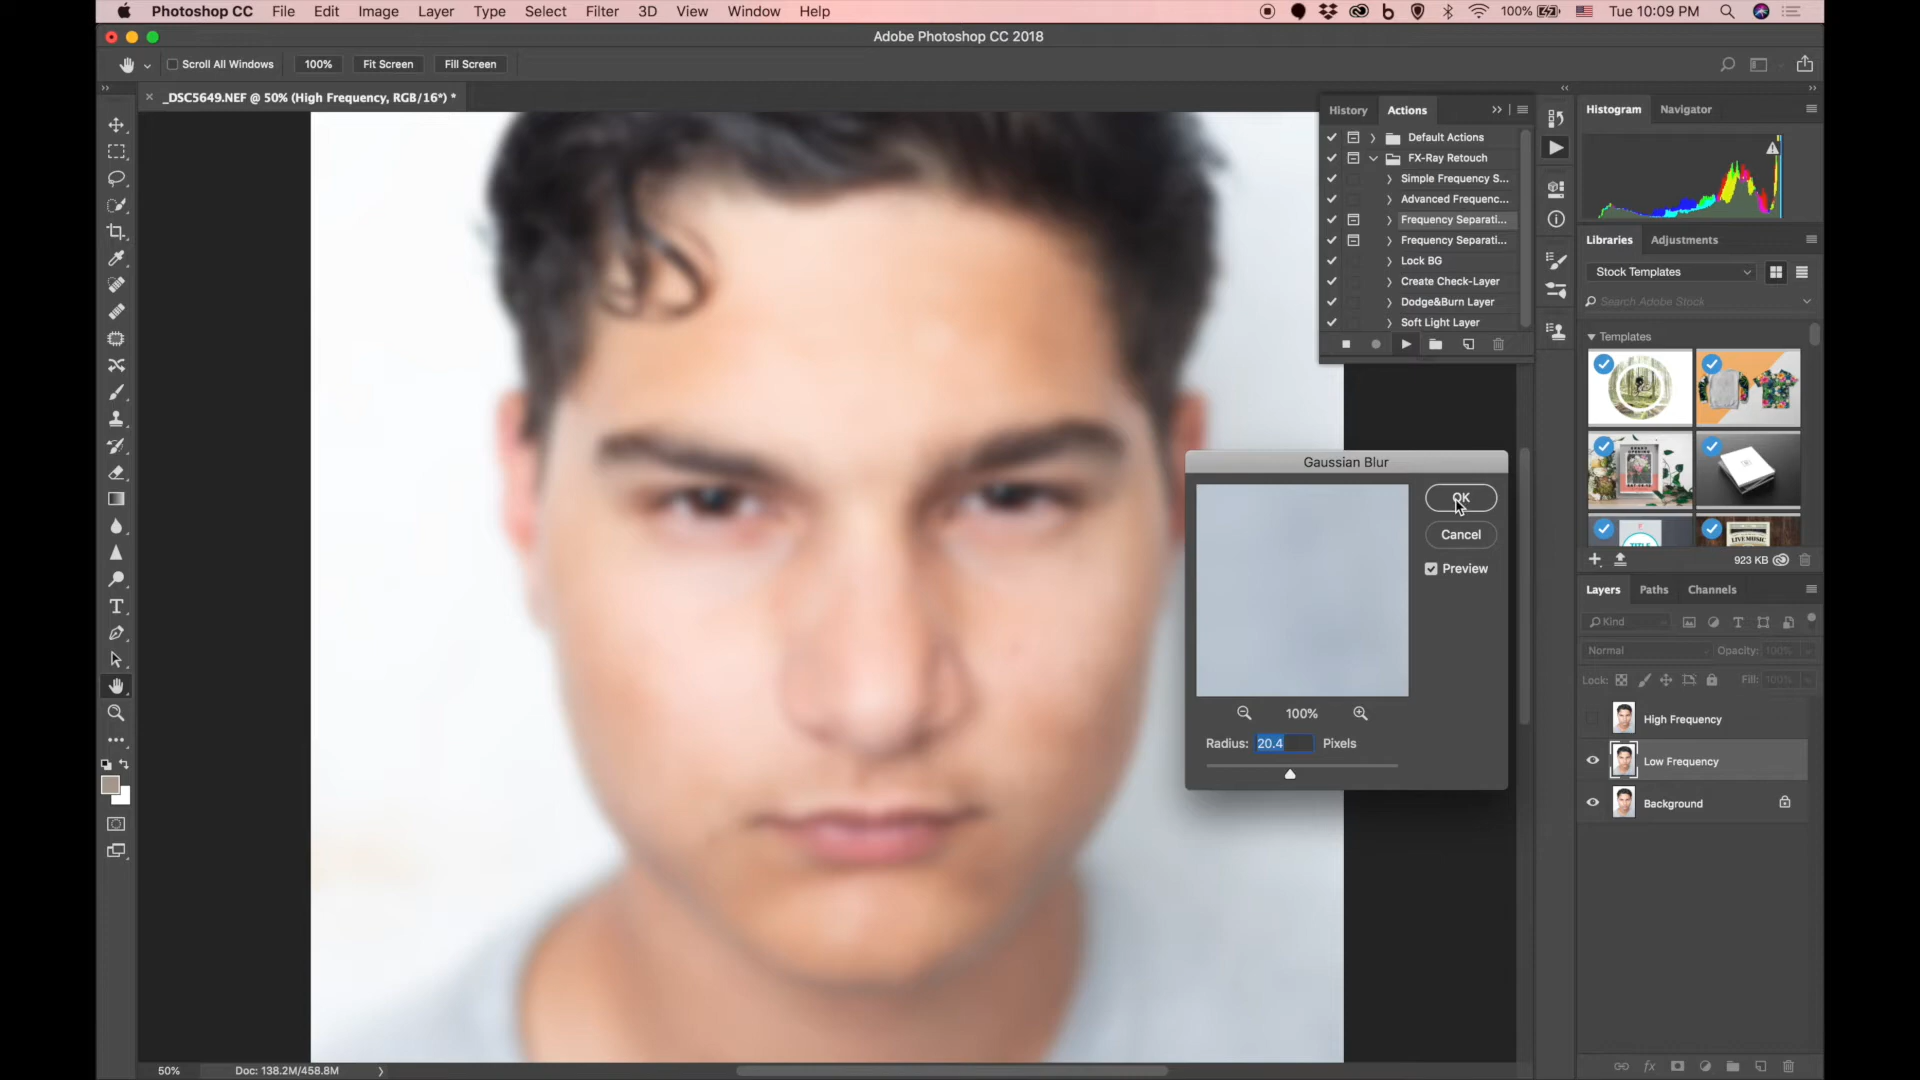 Photoshop CC File Edit Image Layer Type Select Filter 3D View Window Help 100% Tue 10:09 PM
Adobe Photoshop CC 2018
Scroll All Windows 100% Fit Screen Fill Screen
_DSC5649.NEF @ 50% (High Frequency, RGB/16*) *
History Actions
Default Actions
FX-Ray Retouch
Simple Frequency S...
Advanced Frequenc...
Frequency Separati...
Frequency Separati...
Lock BG
Create Check-Layer
Dodge&Burn Layer
Soft Light Layer
Histogram Navigator
Libraries Adjustments
Stock Templates
Search Adobe Stock
Templates
TITLE
LIVE MUSIC
923 KB
Gaussian Blur
OK
Cancel
Preview
100%
Radius: 20.4 Pixels
Layers Paths Channels
Kind
Normal Opacity: 100%
Lock: Fill: 100%
High Frequency
Low Frequency
Background
50% Doc: 138.2M/458.8M